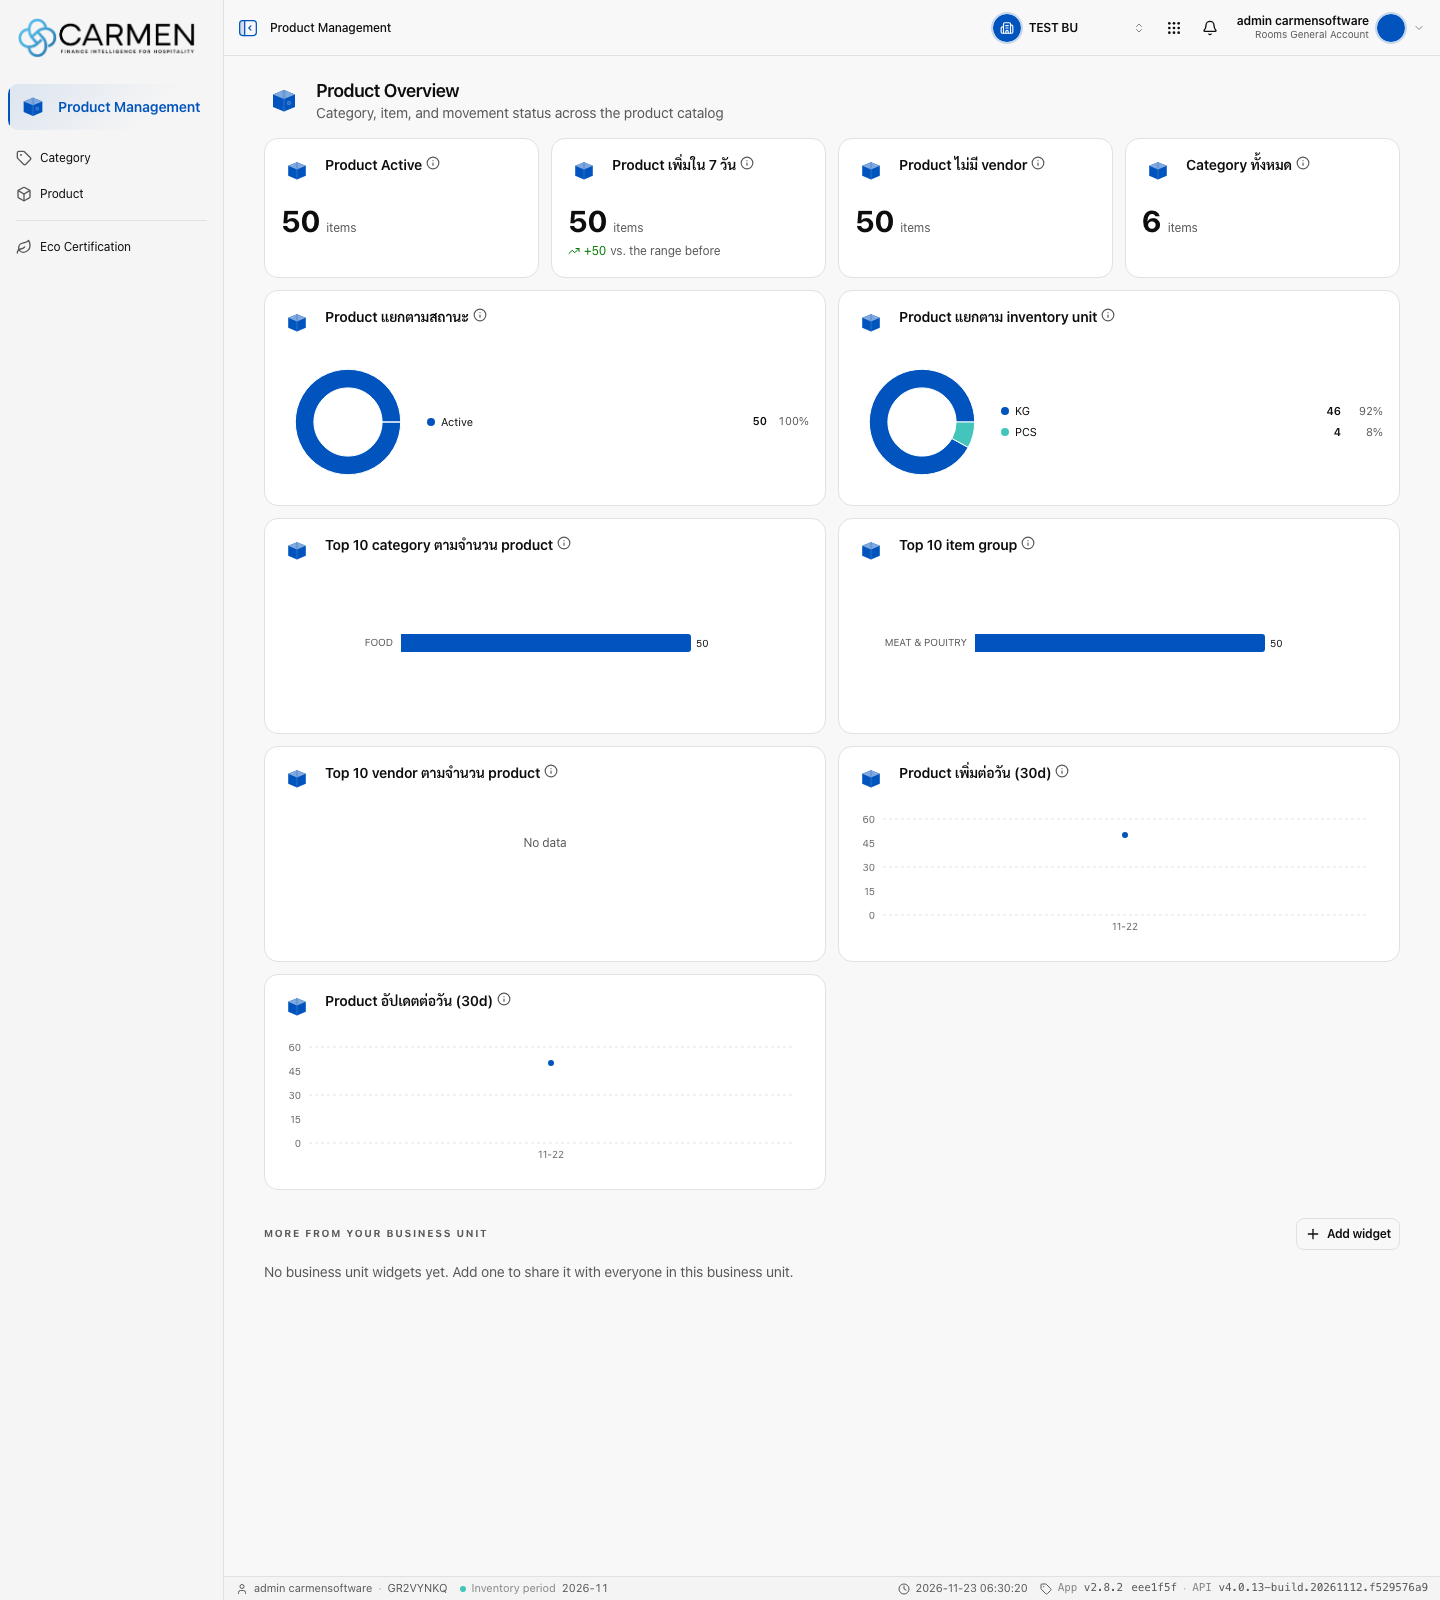 CARMEN
FINANCE INTELLIGENCE FOR HOSPITALITY
Product Management
TEST BU
admin carmensoftware
Rooms General Account
Product Management
Category
Product
Eco Certification
Product Overview
Category, item, and movement status across the product catalog
Product Active
50 items
Product เพิ่มใน 7 วัน
50 items
+50 vs. the range before
Product ไม่มี vendor
50 items
Category ทั้งหมด
6 items
Product แยกตามสถานะ
Active 50 100%
Product แยกตาม inventory unit
KG 46 92%
PCS 4 8%
Top 10 category ตามจำนวน product
FOOD 50
Top 10 item group
MEAT & POUITRY 50
Top 10 vendor ตามจำนวน product
No data
Product เพิ่มต่อวัน (30d)
60
45
30
15
0
11-22
Product อัปเดตต่อวัน (30d)
60
45
30
15
0
11-22
MORE FROM YOUR BUSINESS UNIT
Add widget
No business unit widgets yet. Add one to share it with everyone in this business unit.
admin carmensoftware · GR2VYNKQ Inventory period 2026-11
2026-11-23 06:30:20 App v2.8.2 eee1f5f · API v4.0.13-build.20261112.f529576a9